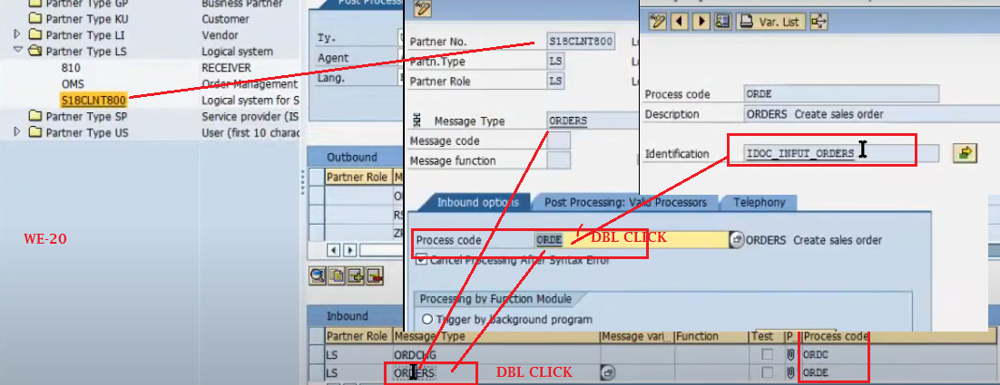 Partner Type GP Business Partner
Partner Type KU Customer
Partner Type LI Vendor
Partner Type LS Logical system
810 RECEIVER
OMS Order Management
S18CLNT800 Logical system for S
Partner Type SP Service provider (IS
Partner Type US User (first 10 charac
WE-20
Post Process
Ty.
Agent
Lang.
Outbound
Partner Role
Partner No. S18CLNT800
Partn.Type LS
Partner Role LS
Message Type ORDERS
Message code
Message function
Var. List
Process code ORDE
Description ORDERS Create sales order
Identification IDOC_INPUT_ORDERS
Inbound options Post Processing: Valid Processors Telephony
Process code ORDE DBL CLICK ORDERS Create sales order
Cancel Processing After Syntax Error
Processing by Function Module
Trigger by background program
Inbound
Partner Role Message Type Message vari... Function Test P... Process code
LS ORDCHG ORDC
LS ORDERS DBL CLICK ORDE